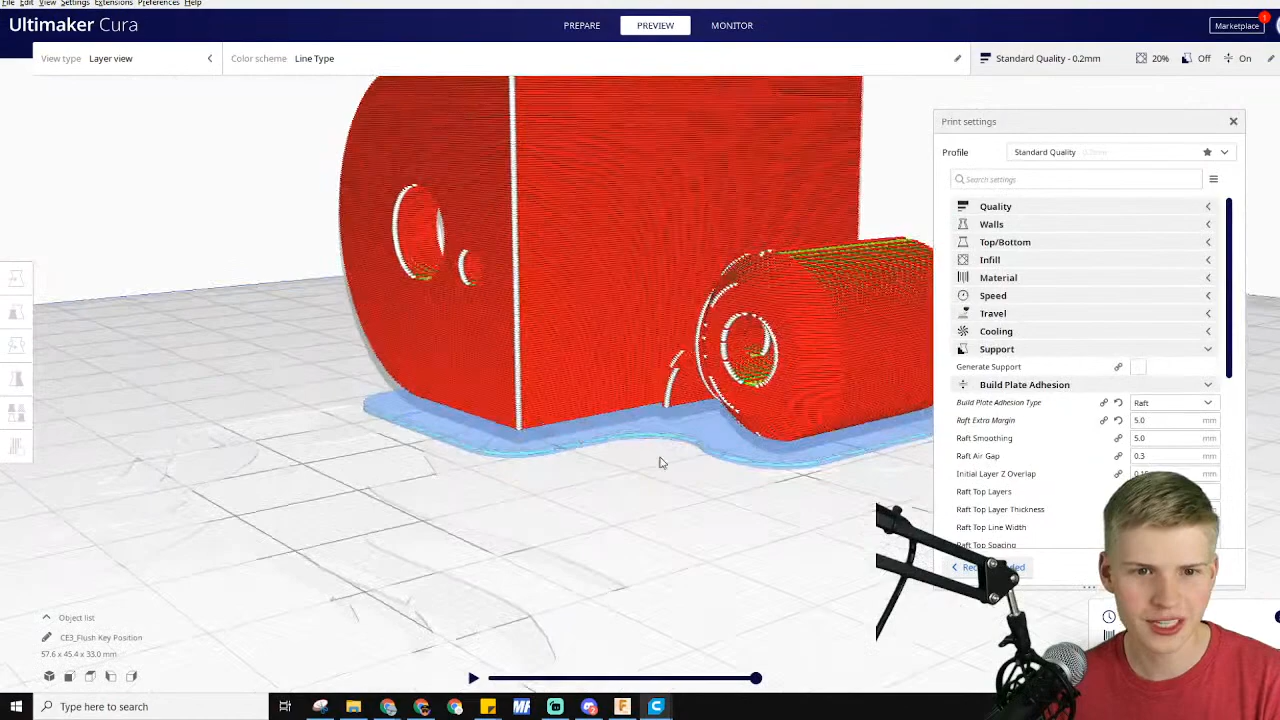 File Edit View Settings Extensions Preferences Help
Ultimaker Cura
PREPARE
PREVIEW
MONITOR
Marketplace
1
View type Layer view
Color scheme Line Type
Standard Quality - 0.2mm
20%
Off
On
Print settings
Profile
Standard Quality 0.2mm
Search settings
Quality
Walls
Top/Bottom
Infill
Material
Speed
Travel
Cooling
Support
Generate Support
Build Plate Adhesion
Build Plate Adhesion Type
Raft
Raft Extra Margin
5.0 mm
Raft Smoothing
5.0 mm
Raft Air Gap
0.3 mm
Initial Layer Z Overlap
mm
Raft Top Layers
Raft Top Layer Thickness
Raft Top Line Width
Raft Top Spacing
Object list
CE3_Flush Key Position
57.6 x 45.4 x 33.0 mm
Type here to search